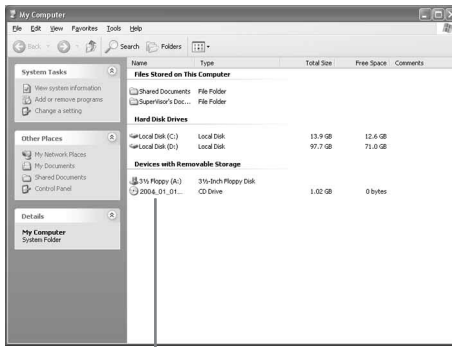 My Computer
File Edit View Favorites Tools Help
Back Search Folders
System Tasks
View system information
Add or remove programs
Change a setting
Other Places
My Network Places
My Documents
Shared Documents
Control Panel
Details
My Computer
System Folder
Name Type Total Size Free Space Comments
Files Stored on This Computer
Shared Documents File Folder
SuperVisor's Doc... File Folder
Hard Disk Drives
Local Disk (C:) Local Disk 13.9 GB 12.6 GB
Local Disk (D:) Local Disk 97.7 GB 71.0 GB
Devices with Removable Storage
3½ Floppy (A:) 3½-Inch Floppy Disk
2004_01_01... CD Drive 1.02 GB 0 bytes